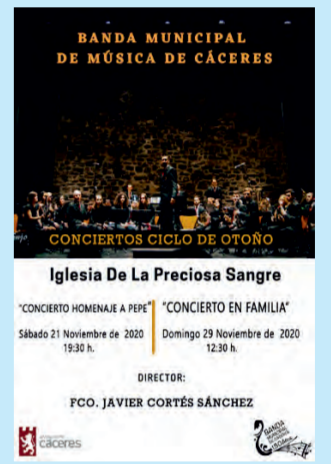 BANDA MUNICIPAL
DE MÚSICA DE CÁCERES
CONCIERTOS CICLO DE OTOÑO
Iglesia De La Preciosa Sangre
"CONCIERTO HOMENAJE A PEPE"
Sábado 21 Noviembre de 2020
19:30 h.
"CONCIERTO EN FAMILIA"
Domingo 29 Noviembre de 2020
12:30 h.
DIRECTOR:
FCO. JAVIER CORTÉS SÁNCHEZ
cáceres
BANDA